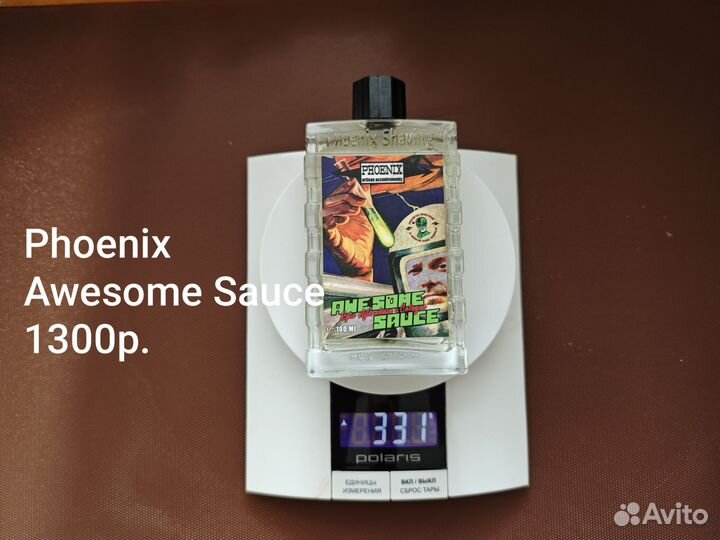 Phoenix Shaving
PHOENIX
artisan accoutrements
Phoenix
Awesome Sauce
1300р.
AWESOME
SAUCE
100 Ml
331
polaris
ЕДИНИЦЫ
ИЗМЕРЕНИЯ
ВКЛ / ВЫКЛ
СБРОС ТАРЫ
Avito